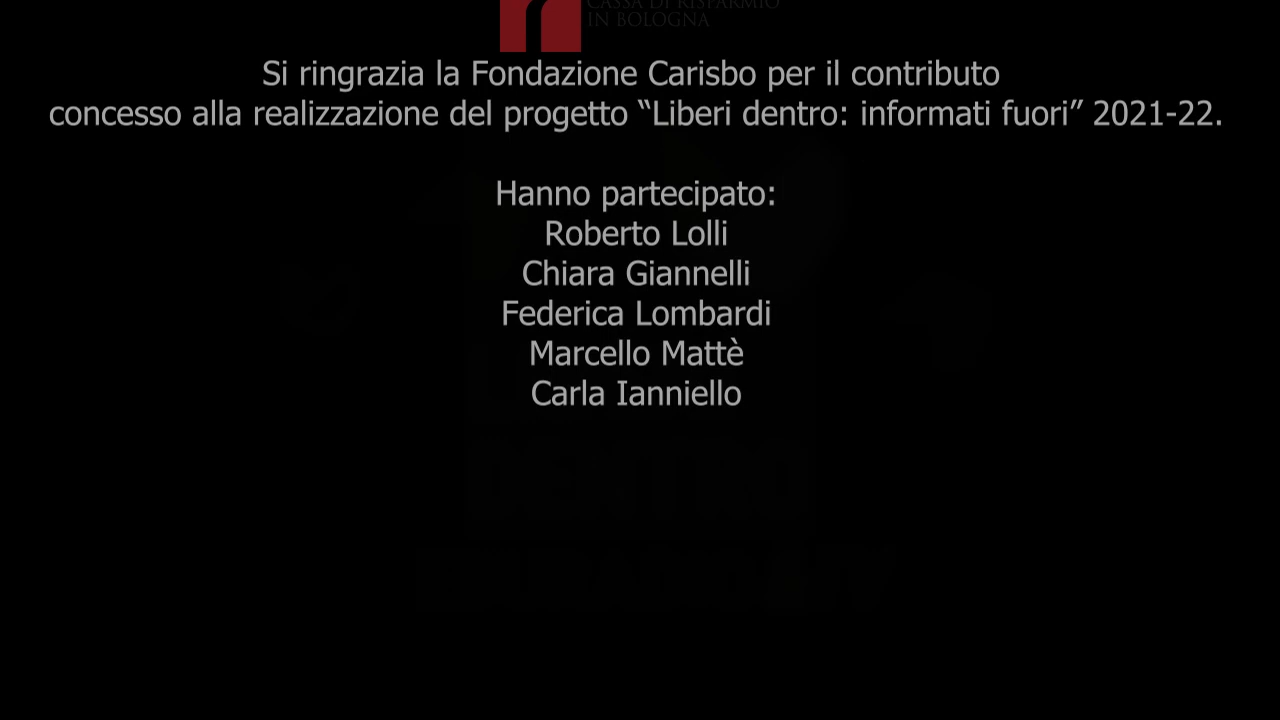 CASSA DI RISPARMIO
IN BOLOGNA
Si ringrazia la Fondazione Carisbo per il contributo
concesso alla realizzazione del progetto “Liberi dentro: informati fuori” 2021-22.
Hanno partecipato:
Roberto Lolli
Chiara Giannelli
Federica Lombardi
Marcello Mattè
Carla Ianniello
DENTRO